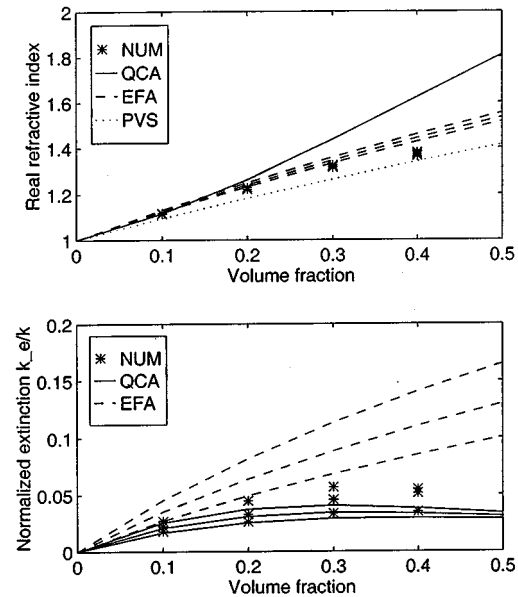 2
1.8
1.6
1.4
1.2
1
Real refractive index
NUM
QCA
EFA
PVS
0 0.1 0.2 0.3 0.4 0.5
Volume fraction
0.2
0.15
0.1
0.05
0
Normalized extinction k_e/k
NUM
QCA
EFA
0 0.1 0.2 0.3 0.4 0.5
Volume fraction